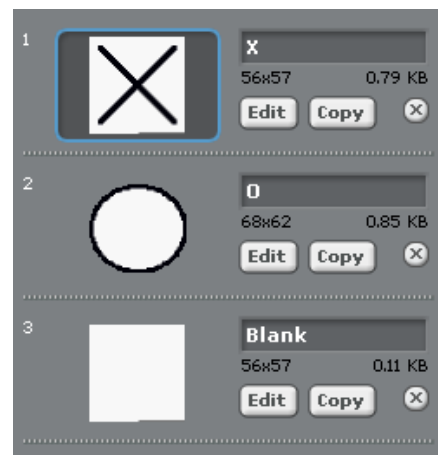 1
X
56x57 0.79 KB
Edit Copy
2
O
68x62 0.85 KB
Edit Copy
3
Blank
56x57 0.11 KB
Edit Copy